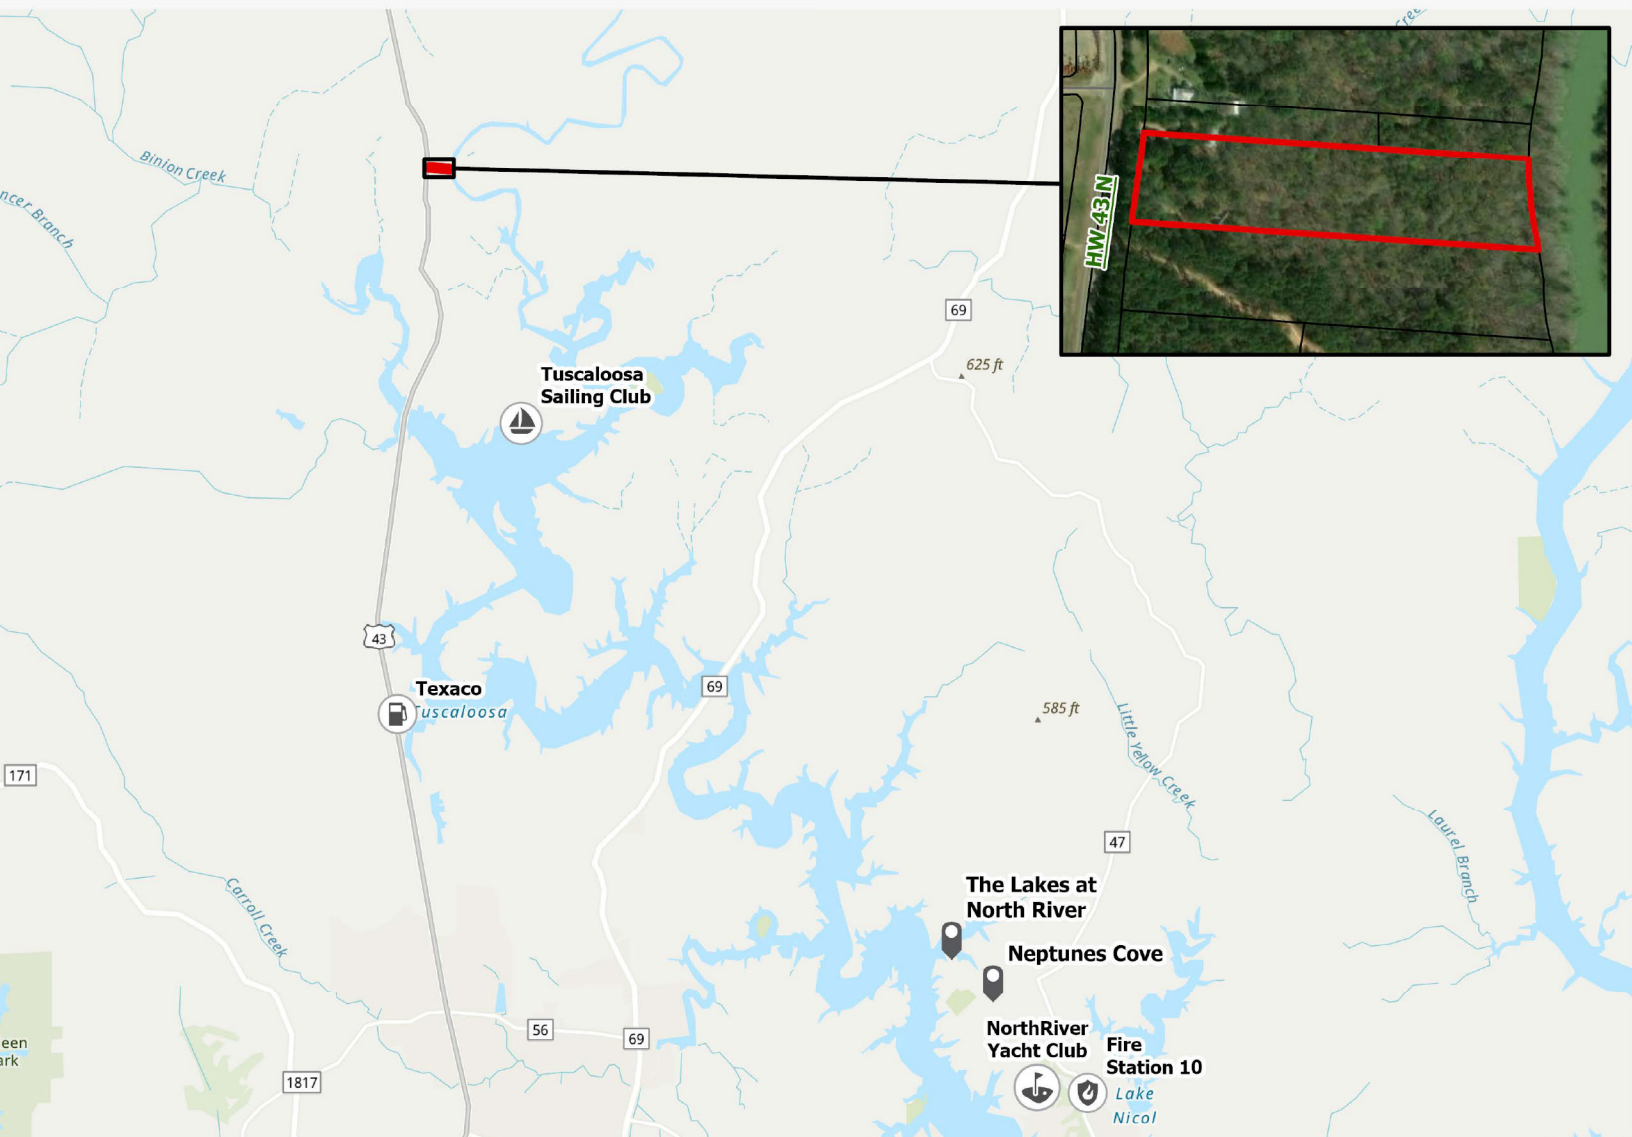 Cree
Binion Creek
ncer Branch
HW 43 N
69
625 ft
Tuscaloosa
Sailing Club
43
Texaco
Tuscaloosa
69
585 ft
Little Yellow Creek
171
47
Laurel Branch
Carroll Creek
The Lakes at
North River
Neptunes Cove
56
69
NorthRiver
Yacht Club
Fire
Station 10
een
ark
1817
Lake
Nicol